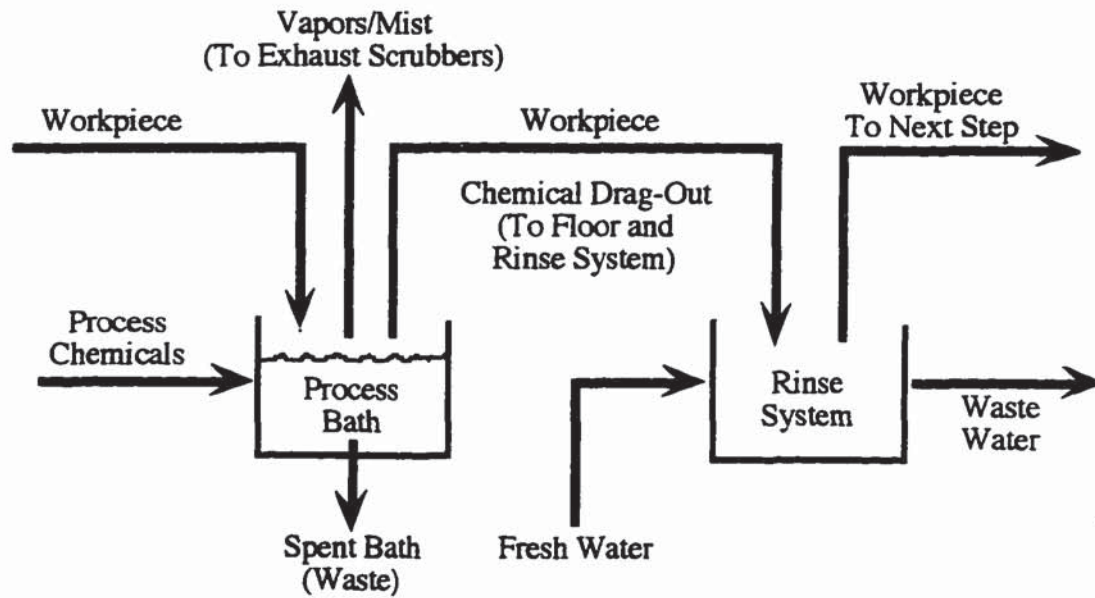 Vapors/Mist
(To Exhaust Scrubbers)
Workpiece
Workpiece
Workpiece
To Next Step
Chemical Drag-Out
(To Floor and
Rinse System)
Process
Chemicals
Process
Bath
Rinse
System
Waste
Water
Spent Bath
(Waste)
Fresh Water